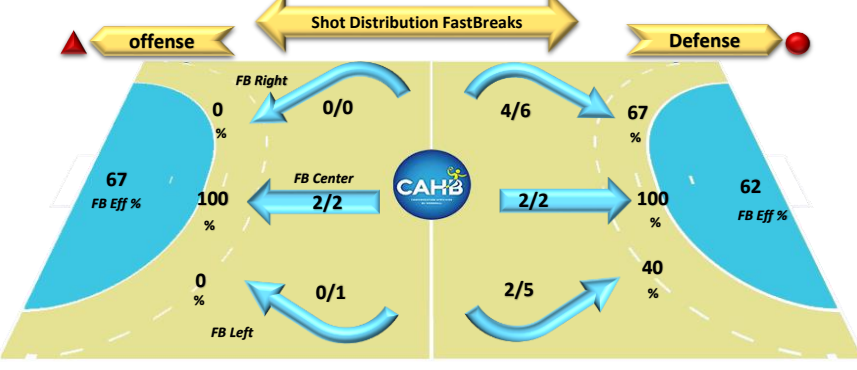 Shot Distribution FastBreaks
offense
Defense
FB Right
0
%
0/0
4/6
67
%
67
FB Eff %
100
%
FB Center
2/2
CAHB
2/2
100
%
62
FB Eff %
0
%
0/1
FB Left
2/5
40
%